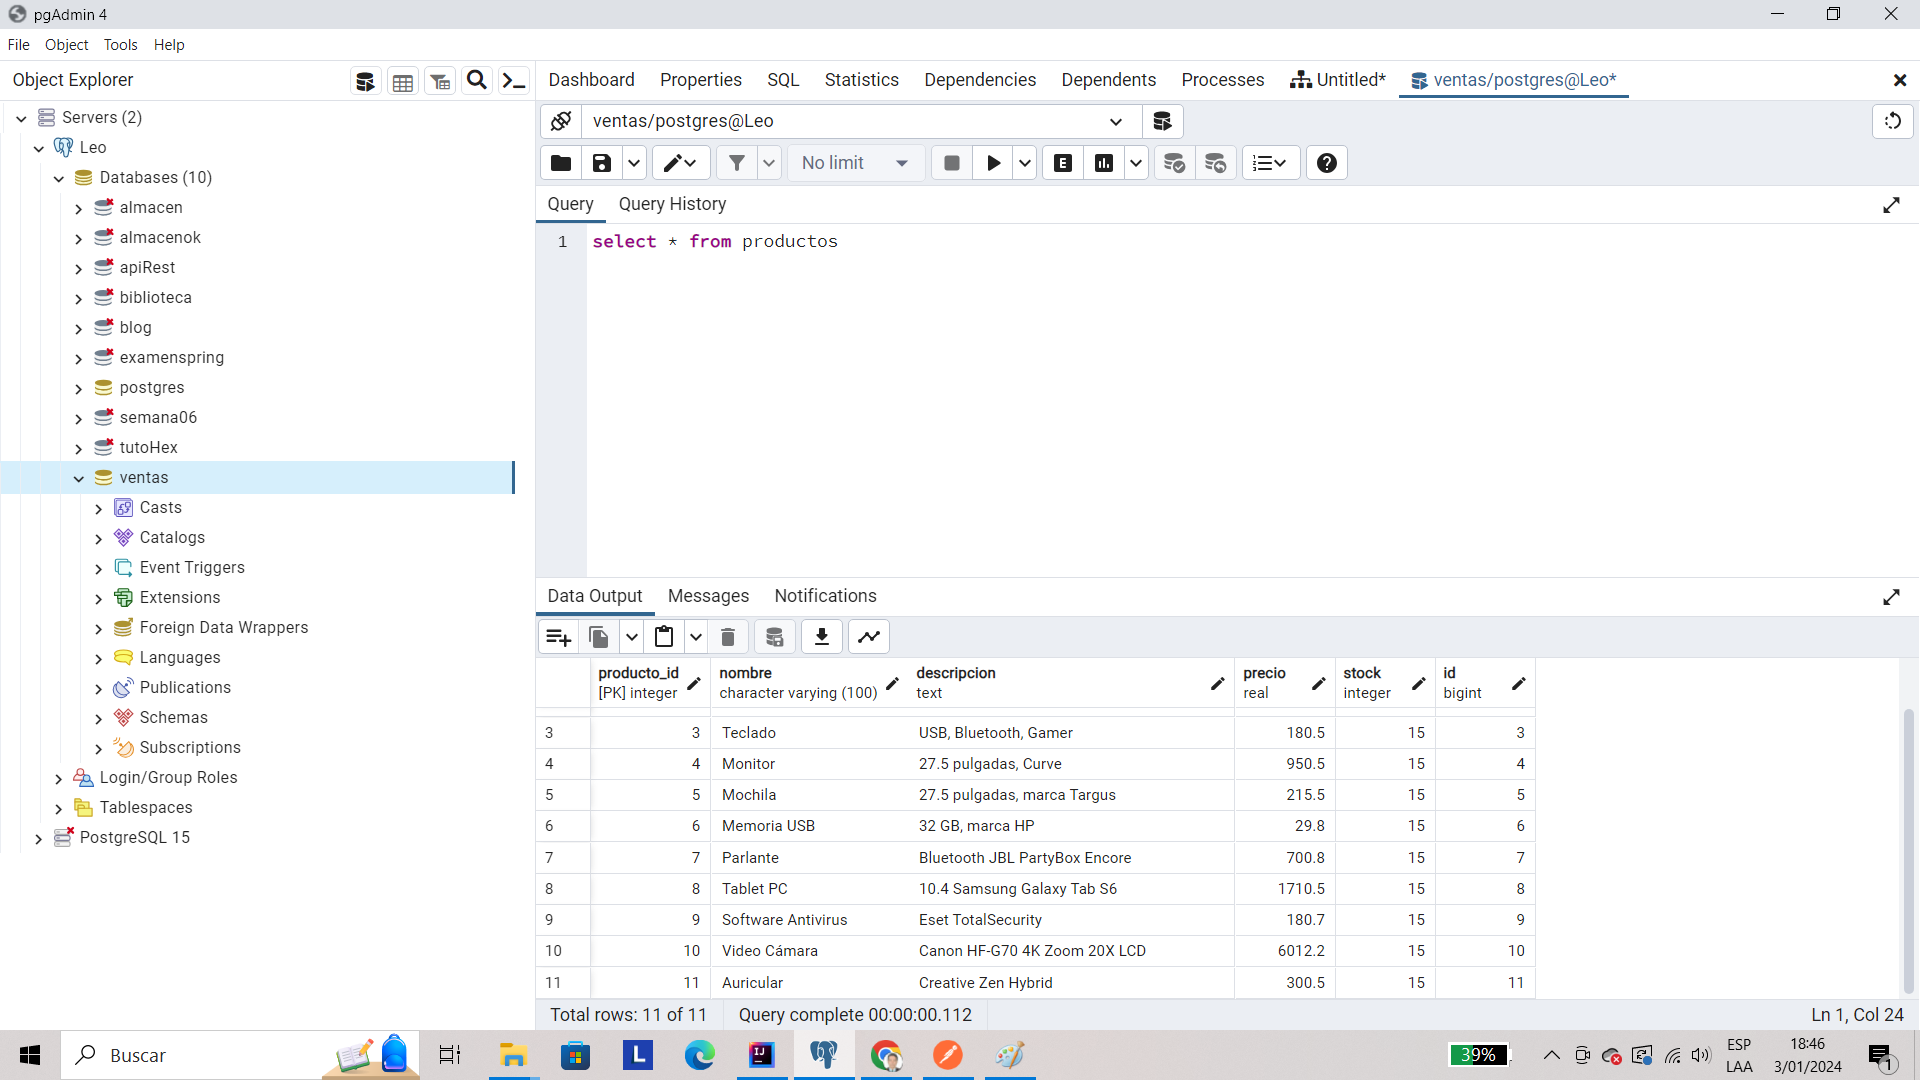 pgAdmin 4
File Object Tools Help
Object Explorer
Dashboard Properties SQL Statistics Dependencies Dependents Processes Untitled* ventas/postgres@Leo*
Servers (2)
Leo
Databases (10)
almacen
almacenok
apiRest
biblioteca
blog
examenspring
postgres
semana06
tutoHex
ventas
Casts
Catalogs
Event Triggers
Extensions
Foreign Data Wrappers
Languages
Publications
Schemas
Subscriptions
Login/Group Roles
Tablespaces
PostgreSQL 15
ventas/postgres@Leo
No limit
E
Query Query History
1 select * from productos
Data Output Messages Notifications
producto_id nombre descripcion precio stock id
[PK] integer character varying (100) text real integer bigint
3 3 Teclado USB, Bluetooth, Gamer 180.5 15 3
4 4 Monitor 27.5 pulgadas, Curve 950.5 15 4
5 5 Mochila 27.5 pulgadas, marca Targus 215.5 15 5
6 6 Memoria USB 32 GB, marca HP 29.8 15 6
7 7 Parlante Bluetooth JBL PartyBox Encore 700.8 15 7
8 8 Tablet PC 10.4 Samsung Galaxy Tab S6 1710.5 15 8
9 9 Software Antivirus Eset TotalSecurity 180.7 15 9
10 10 Video Cámara Canon HF-G70 4K Zoom 20X LCD 6012.2 15 10
11 11 Auricular Creative Zen Hybrid 300.5 15 11
Total rows: 11 of 11 Query complete 00:00:00.112 Ln 1, Col 24
Buscar
L
IJ
39%
ESP
LAA
18:46
3/01/2024
1